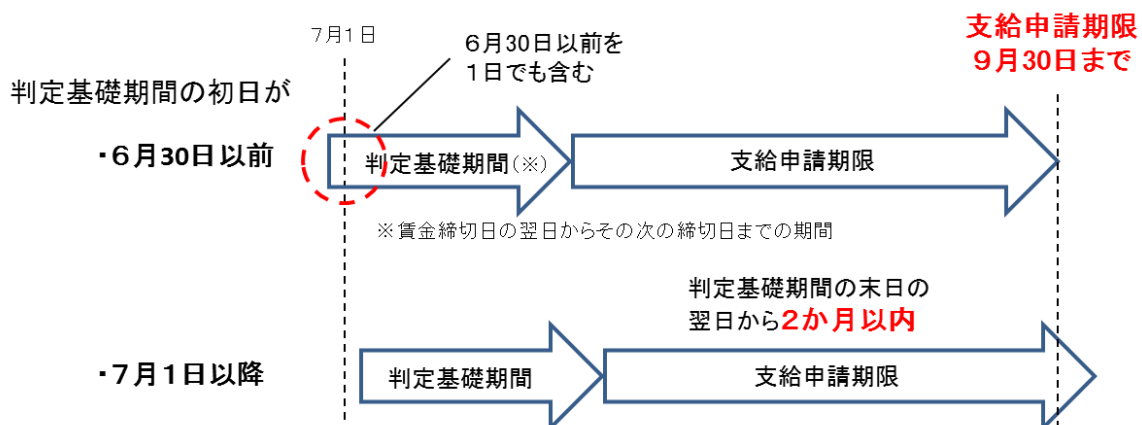 7月1日
6月30日以前を
1日でも含む
支給申請期限
9月30日まで
判定基礎期間の初日が
・6月30日以前
判定基礎期間(※)
支給申請期限
※賃金締切日の翌日からその次の締切日までの期間
判定基礎期間の末日の
翌日から2か月以内
・7月1日以降
判定基礎期間
支給申請期限